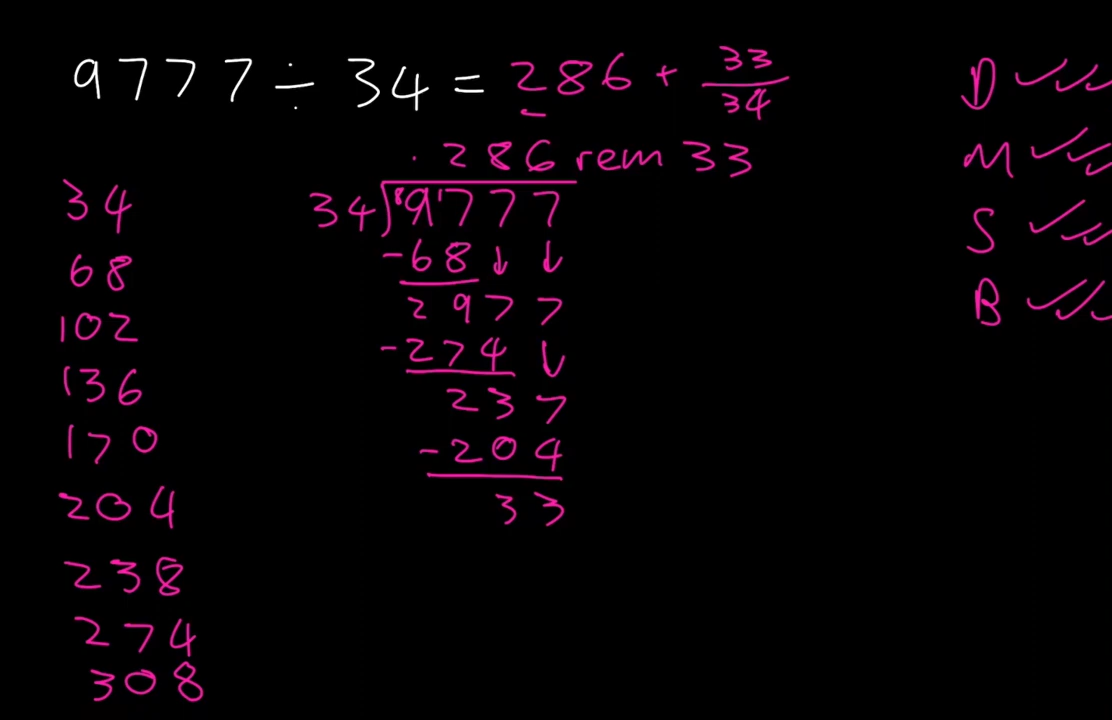 9777 ÷ 34 = 286 + 33/34
. 286 rem 33
34)⁸9¹777
-68↓↓
2977
-274↓
237
-204
33
34
68
102
136
170
204
238
274
308
D ✓✓✓
M ✓✓✓
S ✓✓✓
B ✓✓✓